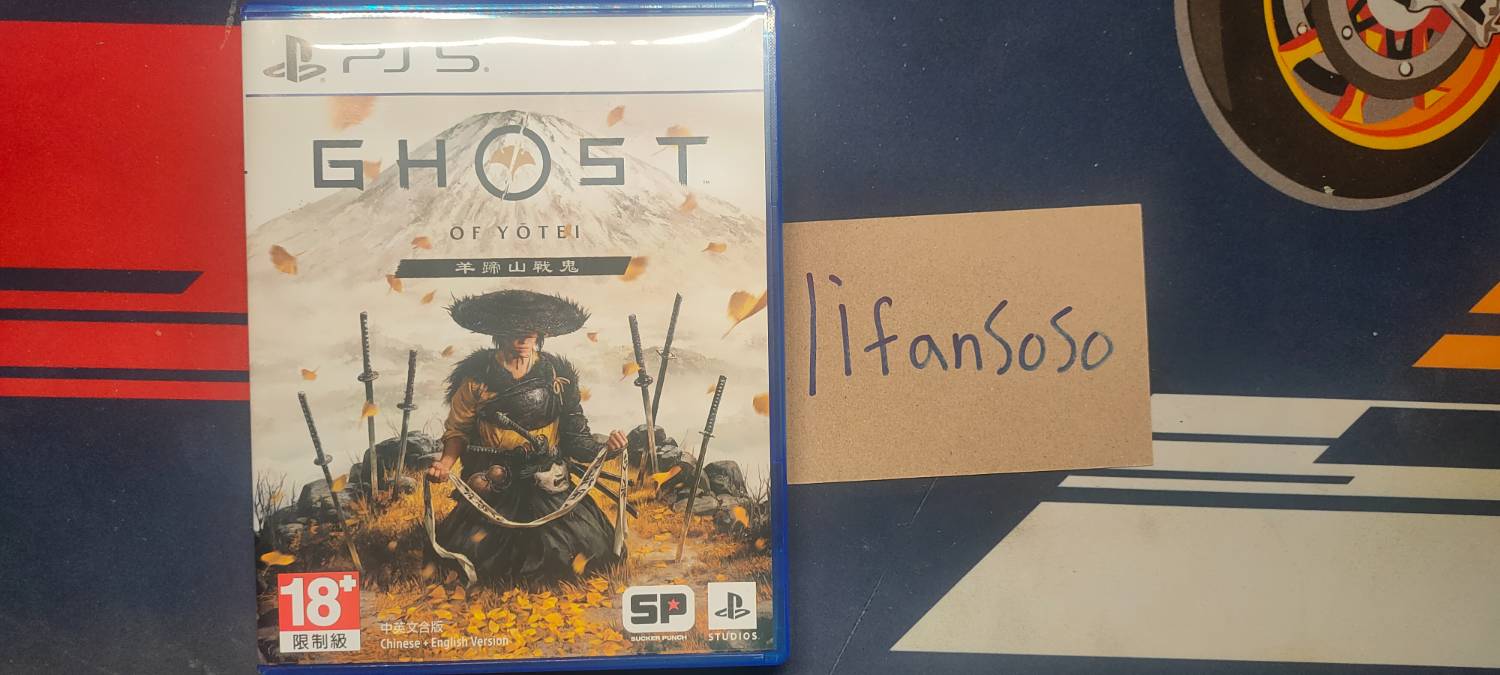 PS5
GHOST™
OF YŌTEI
羊蹄山戰鬼
lifansoso
18+
限制級
中英文合版
Chinese + English Version
SP
SUCKER PUNCH
STUDIOS